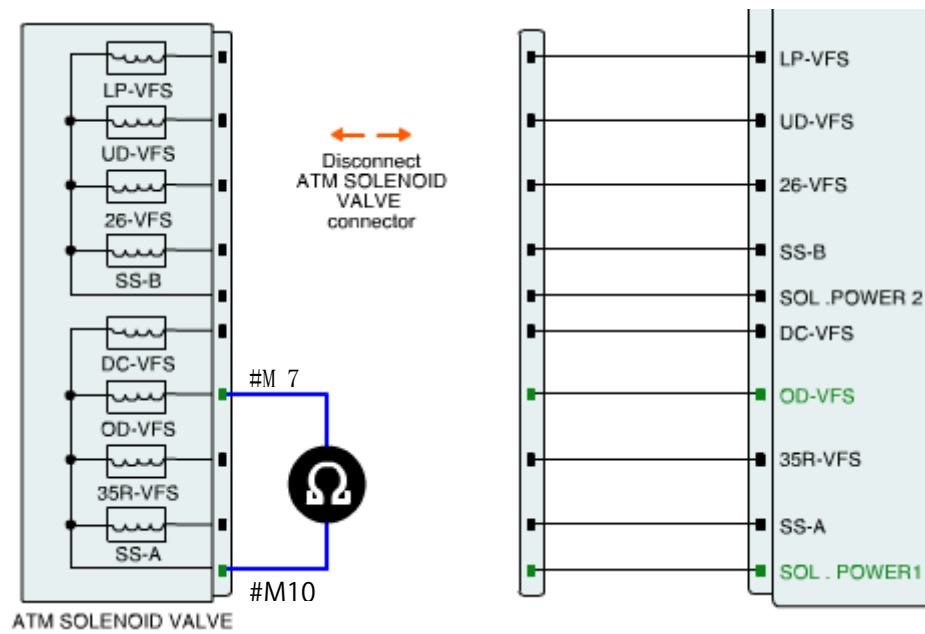 LP-VFS
UD-VFS
26-VFS
SS-B
DC-VFS
OD-VFS
35R-VFS
SS-A
ATM SOLENOID VALVE
#M 7
Ω
#M10
Disconnect
ATM SOLENOID
VALVE
connector
LP-VFS
UD-VFS
26-VFS
SS-B
SOL .POWER 2
DC-VFS
OD-VFS
35R-VFS
SS-A
SOL . POWER1